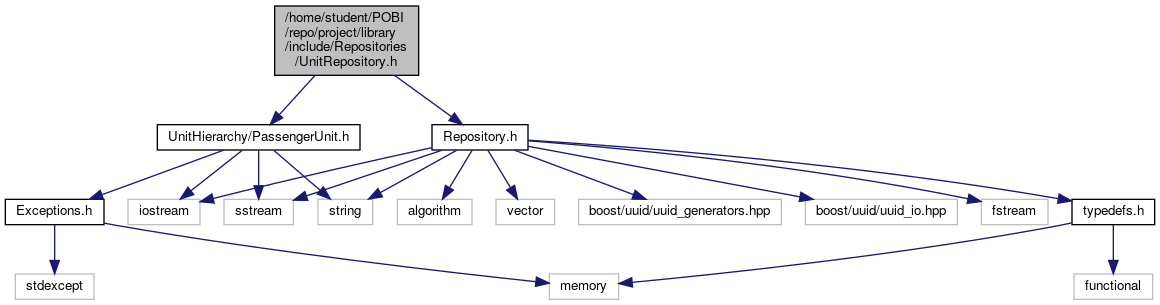 /home/student/POBI
/repo/project/library
/include/Repositories
/UnitRepository.h
UnitHierarchy/PassengerUnit.h
Repository.h
Exceptions.h
iostream
sstream
string
algorithm
vector
boost/uuid/uuid_generators.hpp
boost/uuid/uuid_io.hpp
fstream
typedefs.h
stdexcept
memory
functional